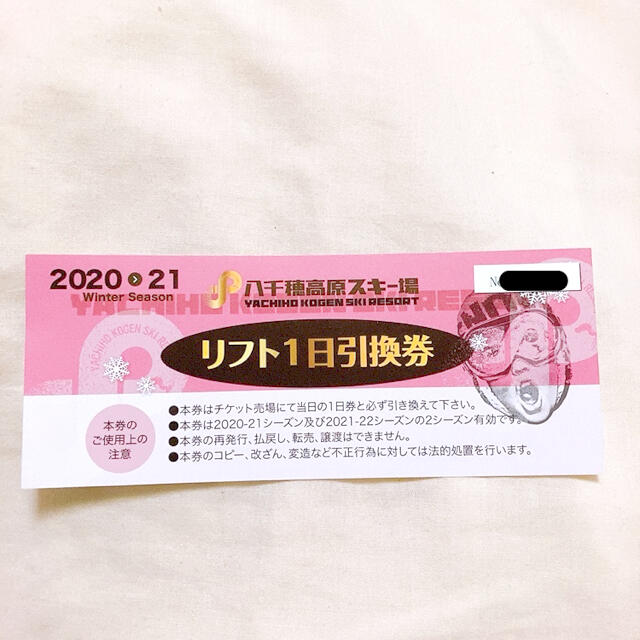 2020 21
Winter Season
八千穂高原スキー場
YACHIHO KOGEN SKI RESORT
リフト1日引換券
本券の
ご使用上の
注意
●本券はチケット売場にて当日の1日券と必ず引き換えて下さい。
●本券は2020-21シーズン及び2021-22シーズンの2シーズン有効です。
●本券の再発行、払戻し、転売、譲渡はできません。
●本券のコピー、改ざん、変造など不正行為に対しては法的処置を行います。